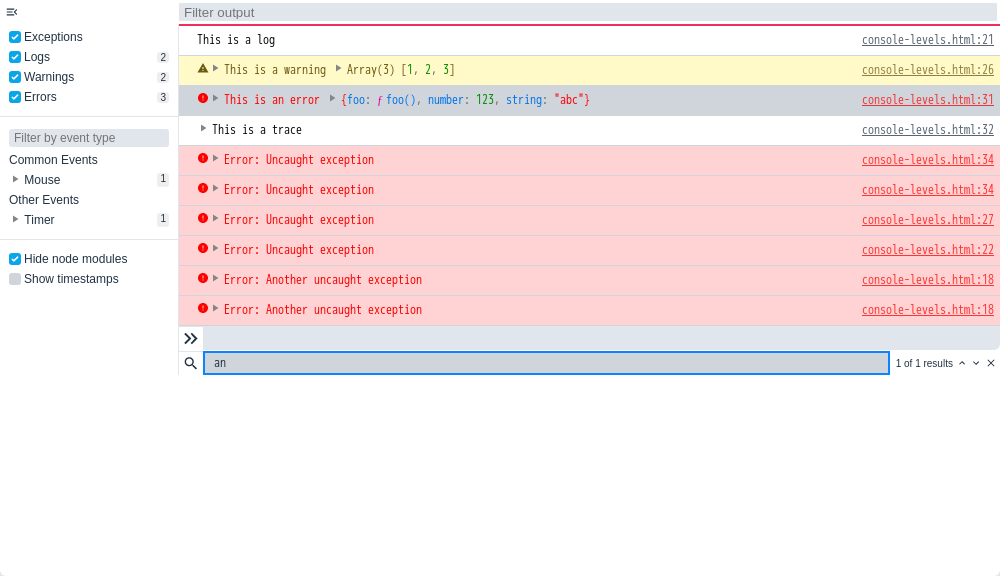 Filter output
Exceptions
Logs 2
Warnings 2
Errors 3
Filter by event type
Common Events
Mouse 1
Other Events
Timer 1
Hide node modules
Show timestamps
This is a log console-levels.html:21
This is a warning Array(3) [1, 2, 3] console-levels.html:26
This is an error {foo: ƒ foo(), number: 123, string: "abc"} console-levels.html:31
This is a trace console-levels.html:32
Error: Uncaught exception console-levels.html:34
Error: Uncaught exception console-levels.html:34
Error: Uncaught exception console-levels.html:27
Error: Uncaught exception console-levels.html:22
Error: Another uncaught exception console-levels.html:18
Error: Another uncaught exception console-levels.html:18
an 1 of 1 results